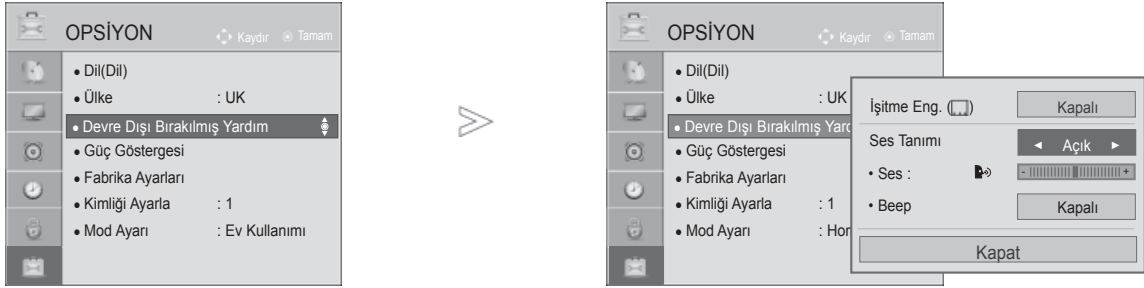 OPSİYON Kaydır Tamam
• Dil(Dil)
• Ülke : UK
• Devre Dışı Bırakılmış Yardım
• Güç Göstergesi
• Fabrika Ayarları
• Kimliği Ayarla : 1
• Mod Ayarı : Ev Kullanımı
OPSİYON Kaydır Tamam
• Dil(Dil)
• Ülke : UK
• Devre Dışı Bırakılmış Yard
• Güç Göstergesi
• Fabrika Ayarları
• Kimliği Ayarla : 1
• Mod Ayarı : Hor
İşitme Eng. ( ) Kapalı
Ses Tanımı ◄ Açık ►
• Ses : - +
• Beep Kapalı
Kapat